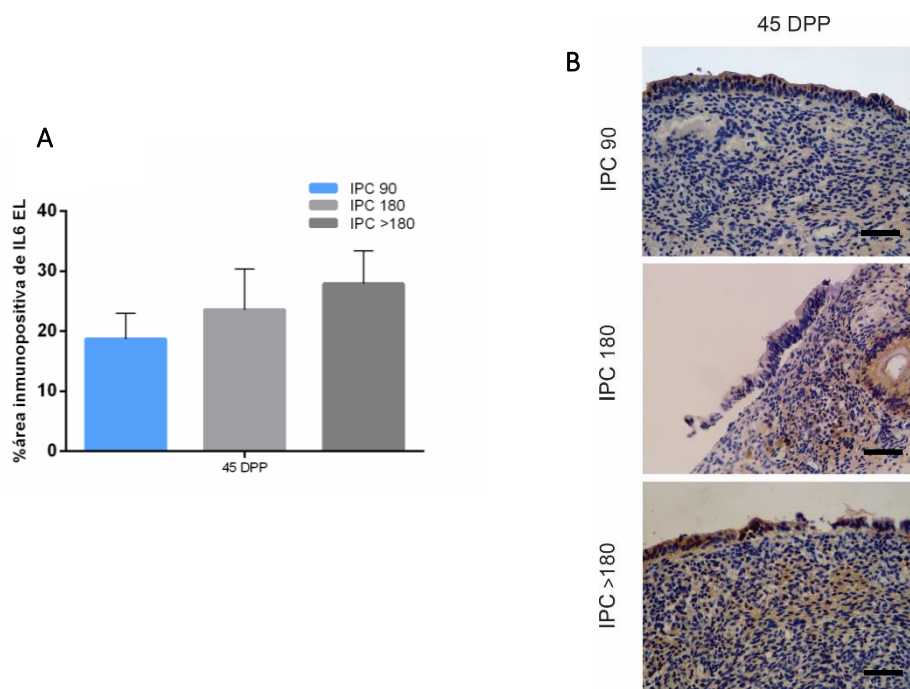 A
IPC 90
IPC 180
IPC >180
%área inmunopositiva de IL6 EL
40
30
20
10
0
45 DPP
B
45 DPP
IPC 90
IPC 180
IPC >180